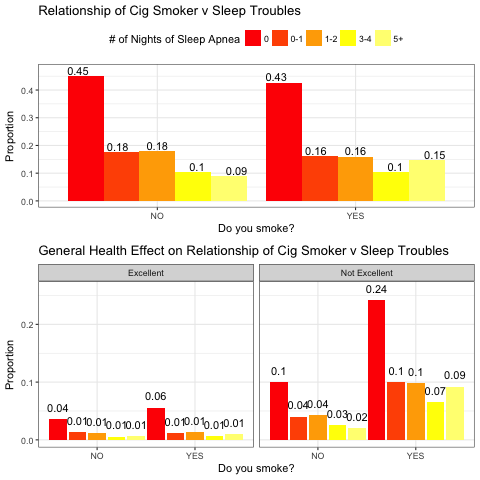 Relationship of Cig Smoker v Sleep Troubles
# of Nights of Sleep Apnea 0 0-1 1-2 3-4 5+
Proportion
0.4
0.3
0.2
0.1
0.0
0.45 0.18 0.18 0.1 0.09 0.43 0.16 0.16 0.1 0.15
NO YES
Do you smoke?
General Health Effect on Relationship of Cig Smoker v Sleep Troubles
Excellent Not Excellent
Proportion
0.2
0.1
0.0
0.04 0.01 0.01 0.01 0.01 0.06 0.01 0.01 0.01 0.01
0.1 0.04 0.04 0.03 0.02 0.24 0.1 0.1 0.07 0.09
NO YES NO YES
Do you smoke?